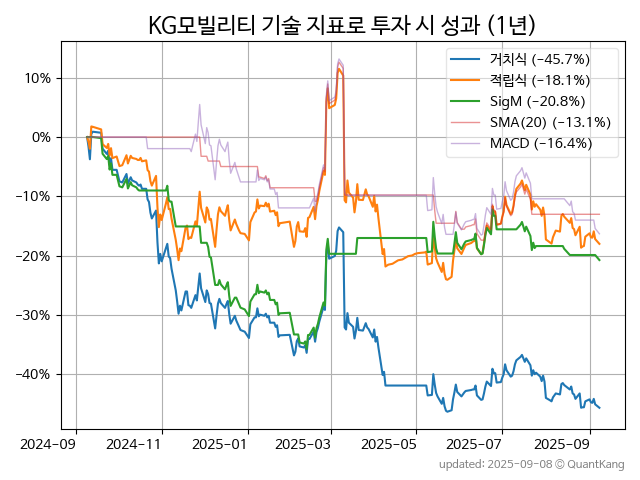 KG모빌리티 기술 지표로 투자 시 성과 (1년)
거치식 (−45.7%)
적립식 (−18.1%)
SigM (−20.8%)
SMA(20) (−13.1%)
MACD (−16.4%)
10%
0%
−10%
−20%
−30%
−40%
2024-09 2024-11 2025-01 2025-03 2025-05 2025-07 2025-09
updated: 2025-09-08 © QuantKang